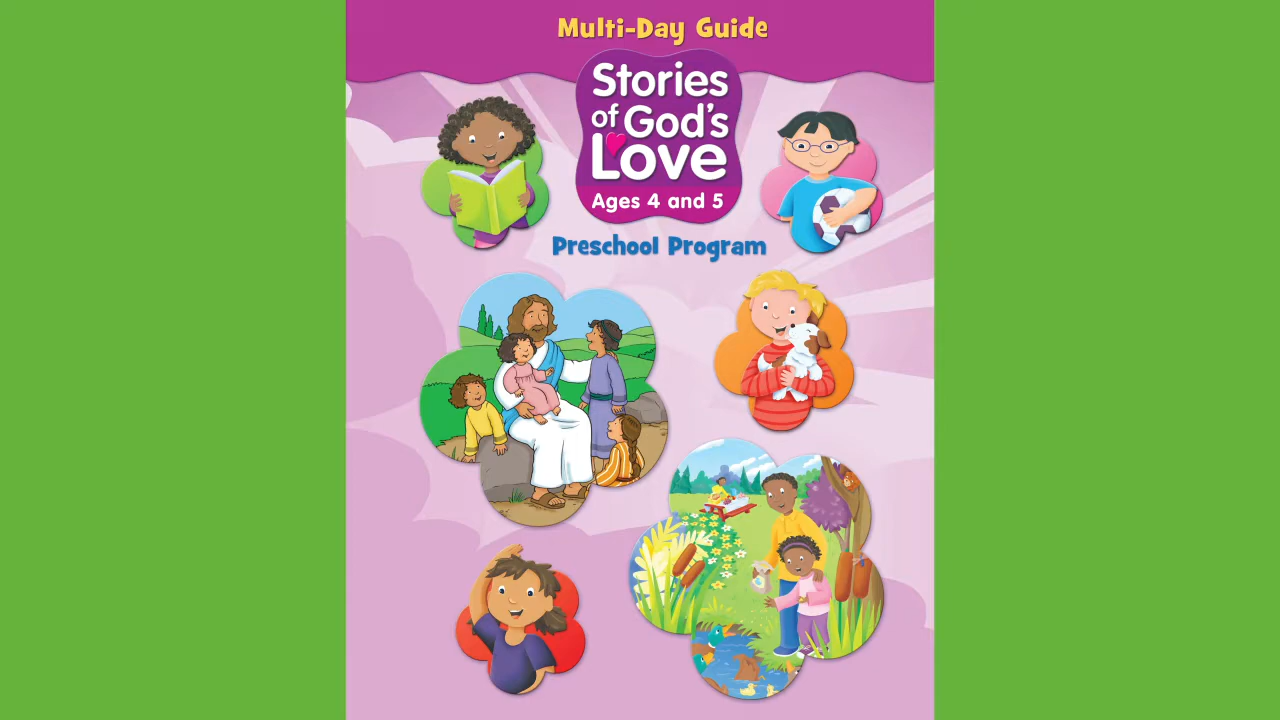 Multi-Day Guide
Stories
of God's
Love
Ages 4 and 5
Preschool Program